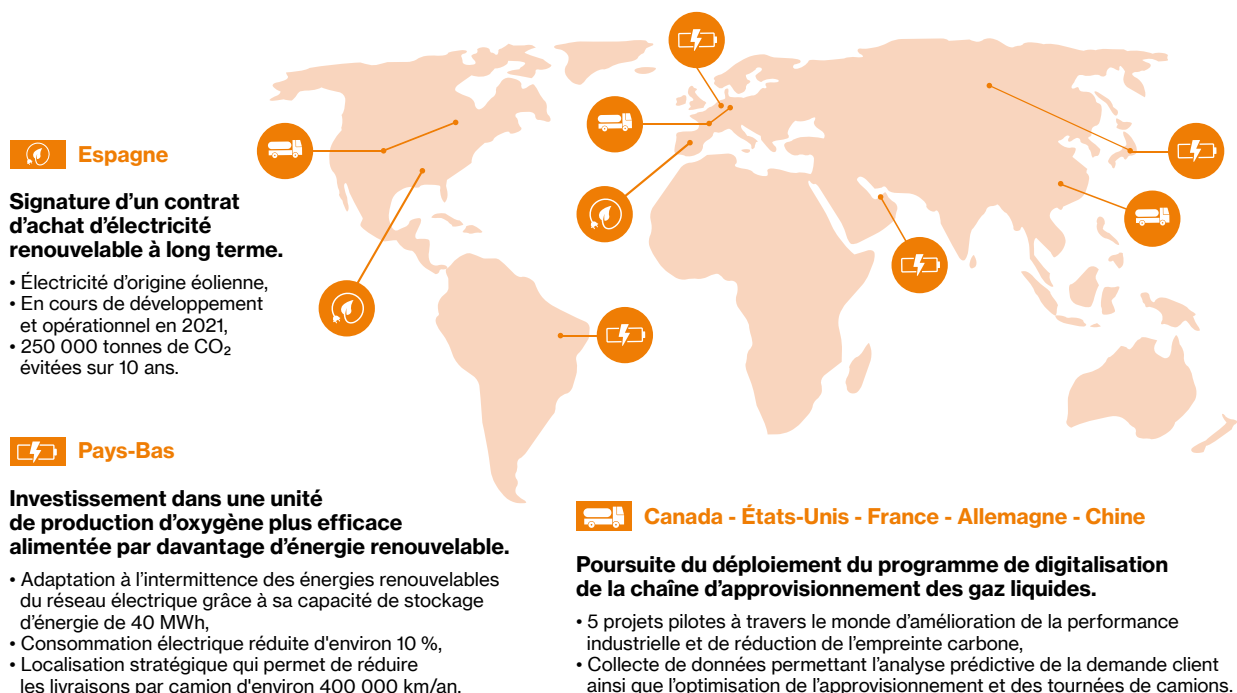 Espagne
Signature d’un contrat
d’achat d’électricité
renouvelable à long terme.
• Électricité d’origine éolienne,
• En cours de développement
et opérationnel en 2021,
• 250 000 tonnes de CO₂
évitées sur 10 ans.
Pays-Bas
Investissement dans une unité
de production d’oxygène plus efficace
alimentée par davantage d’énergie renouvelable.
• Adaptation à l’intermittence des énergies renouvelables
du réseau électrique grâce à sa capacité de stockage
d’énergie de 40 MWh,
• Consommation électrique réduite d'environ 10 %,
• Localisation stratégique qui permet de réduire
les livraisons par camion d'environ 400 000 km/an.
Canada - États-Unis - France - Allemagne - Chine
Poursuite du déploiement du programme de digitalisation
de la chaîne d’approvisionnement des gaz liquides.
• 5 projets pilotes à travers le monde d’amélioration de la performance
industrielle et de réduction de l’empreinte carbone,
• Collecte de données permettant l’analyse prédictive de la demande client
ainsi que l’optimisation de l’approvisionnement et des tournées de camions.